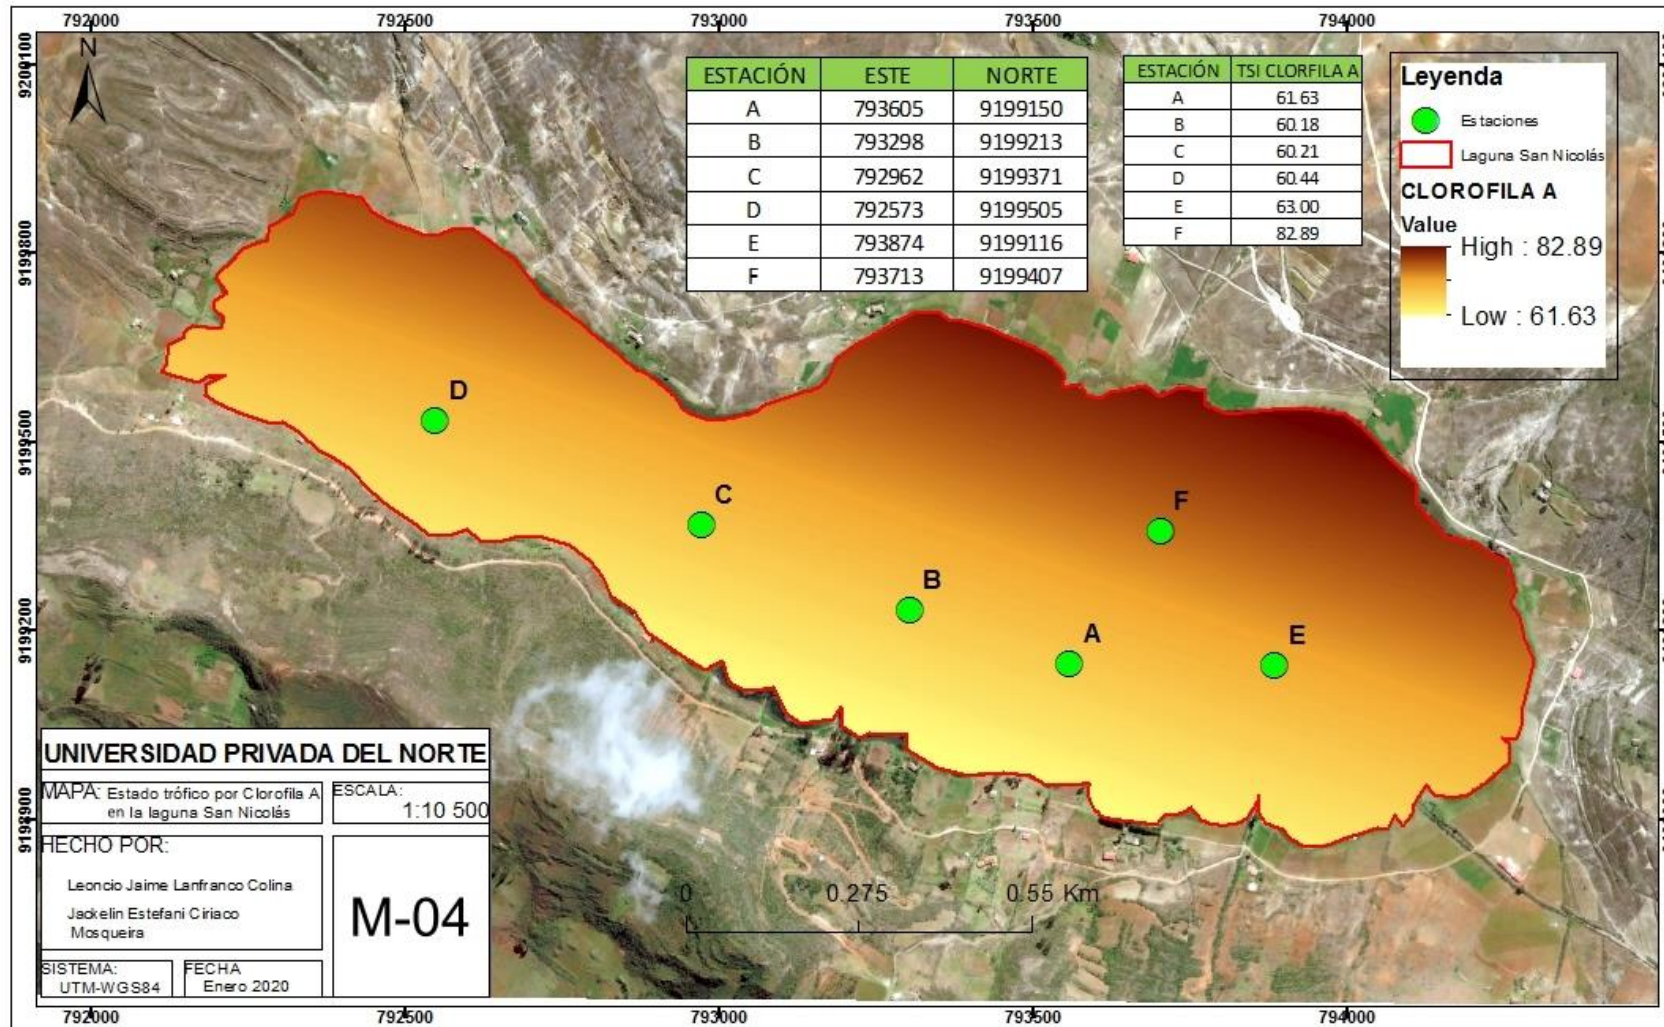 792000 792500 793000 793500 794000
9200100
9199800
9199500
9199200
9198900
N
ESTACIÓN ESTE NORTE
A 793605 9199150
B 793298 9199213
C 792962 9199371
D 792573 9199505
E 793874 9199116
F 793713 9199407
ESTACIÓN TSI CLORFILA A
A 61.63
B 60.18
C 60.21
D 60.44
E 63.00
F 82.89
Leyenda
Estaciones
Laguna San Nicolás
CLOROFILA A
Value
High : 82.89
Low : 61.63
D
C
F
B
A
E
UNIVERSIDAD PRIVADA DEL NORTE
MAPA: Estado trófico por Clorofila A
en la laguna San Nicolás
ESCALA:
1:10 500
HECHO POR:
Leoncio Jaime Lanfranco Colina
Jackelin Estefani Ciriaco
Mosqueira
M-04
SISTEMA:
UTM-WGS84
FECHA
Enero 2020
0 0.275 0.55 Km
792000 792500 793000 793500 794000